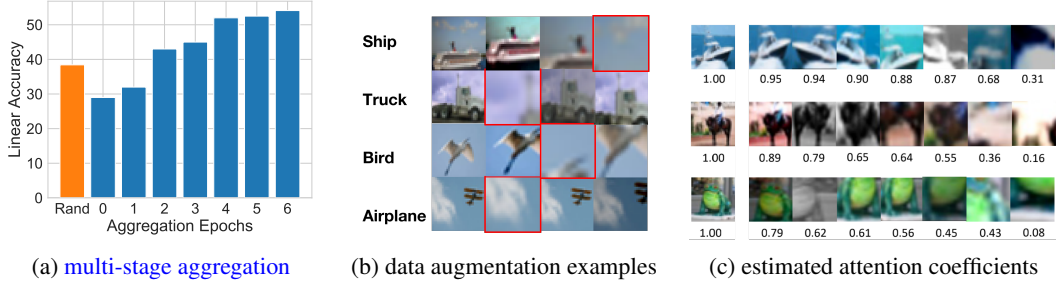 Linear Accuracy
50
40
30
20
10
0
Rand 0 1 2 3 4 5 6
Aggregation Epochs
(a) multi-stage aggregation
Ship
Truck
Bird
Airplane
(b) data augmentation examples
1.00 0.95 0.94 0.90 0.88 0.87 0.68 0.31
1.00 0.89 0.79 0.65 0.64 0.55 0.36 0.16
1.00 0.79 0.62 0.61 0.56 0.45 0.43 0.08
(c) estimated attention coefficients